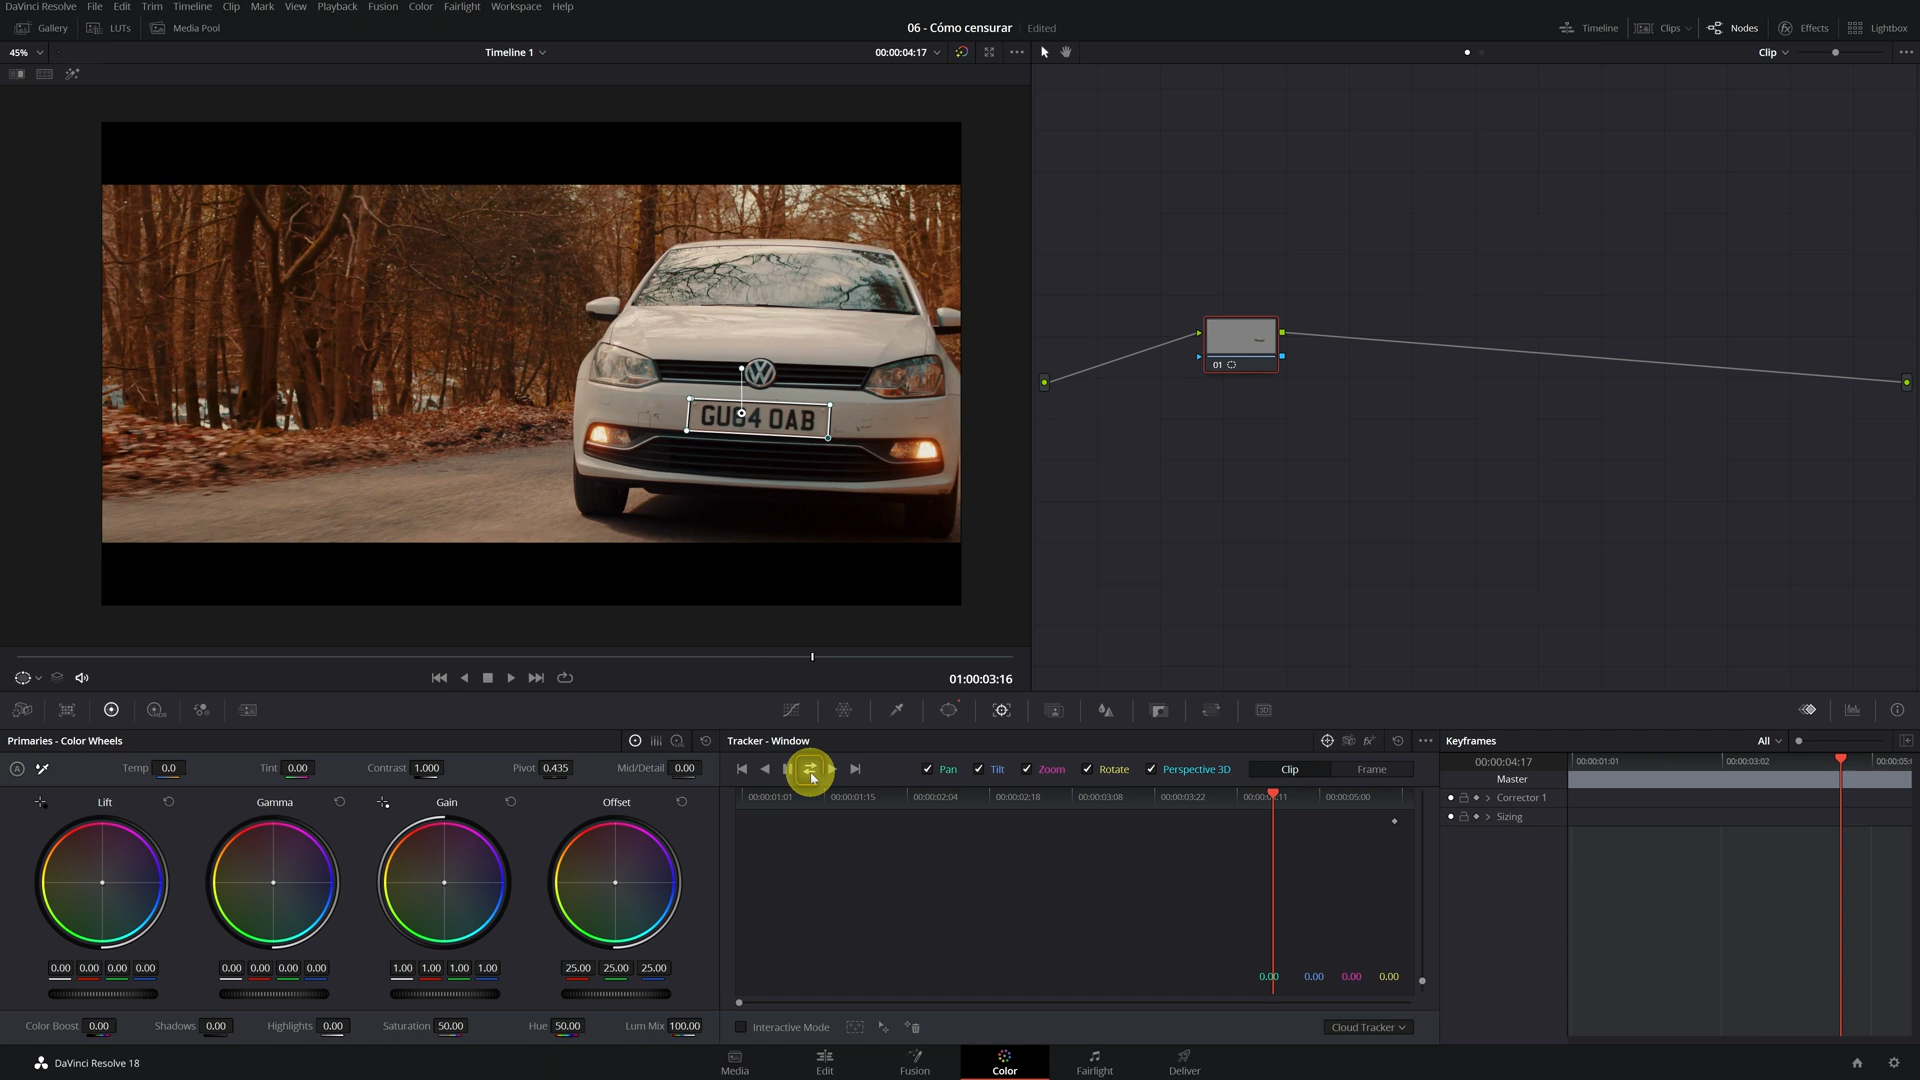 DaVinci Resolve File Edit Trim Timeline Clip Mark View Playback Fusion Color Fairlight Workspace Help
Gallery LUTs Media Pool 06 - Cómo censurar Edited Timeline Clips Nodes Effects Lightbox
45% Timeline 1 00:00:04:17 Clip
GU64 OAB
01
01:00:03:16
HDR
3D
Primaries - Color Wheels Tracker - Window Keyframes All
Temp 0.0 Tint 0.00 Contrast 1.000 Pivot 0.435 Mid/Detail 0.00 Pan Tilt Zoom Rotate Perspective 3D Clip Frame 00:00:04:17 00:00:01:01 00:00:03:02
Master
Lift Gamma Gain Offset 00:00:01:01 00:00:01:15 00:00:02:04 00:00:02:18 00:00:03:08 00:00:03:22 00:00:05:00 Corrector 1
Sizing
0.00 0.00 0.00 0.00 0.00 0.00 0.00 0.00 1.00 1.00 1.00 1.00 25.00 25.00 25.00 0.00 0.00 0.00 0.00
Color Boost 0.00 Shadows 0.00 Highlights 0.00 Saturation 50.00 Hue 50.00 Lum Mix 100.00 Interactive Mode Cloud Tracker
DaVinci Resolve 18 Media Edit Fusion Color Fairlight Deliver